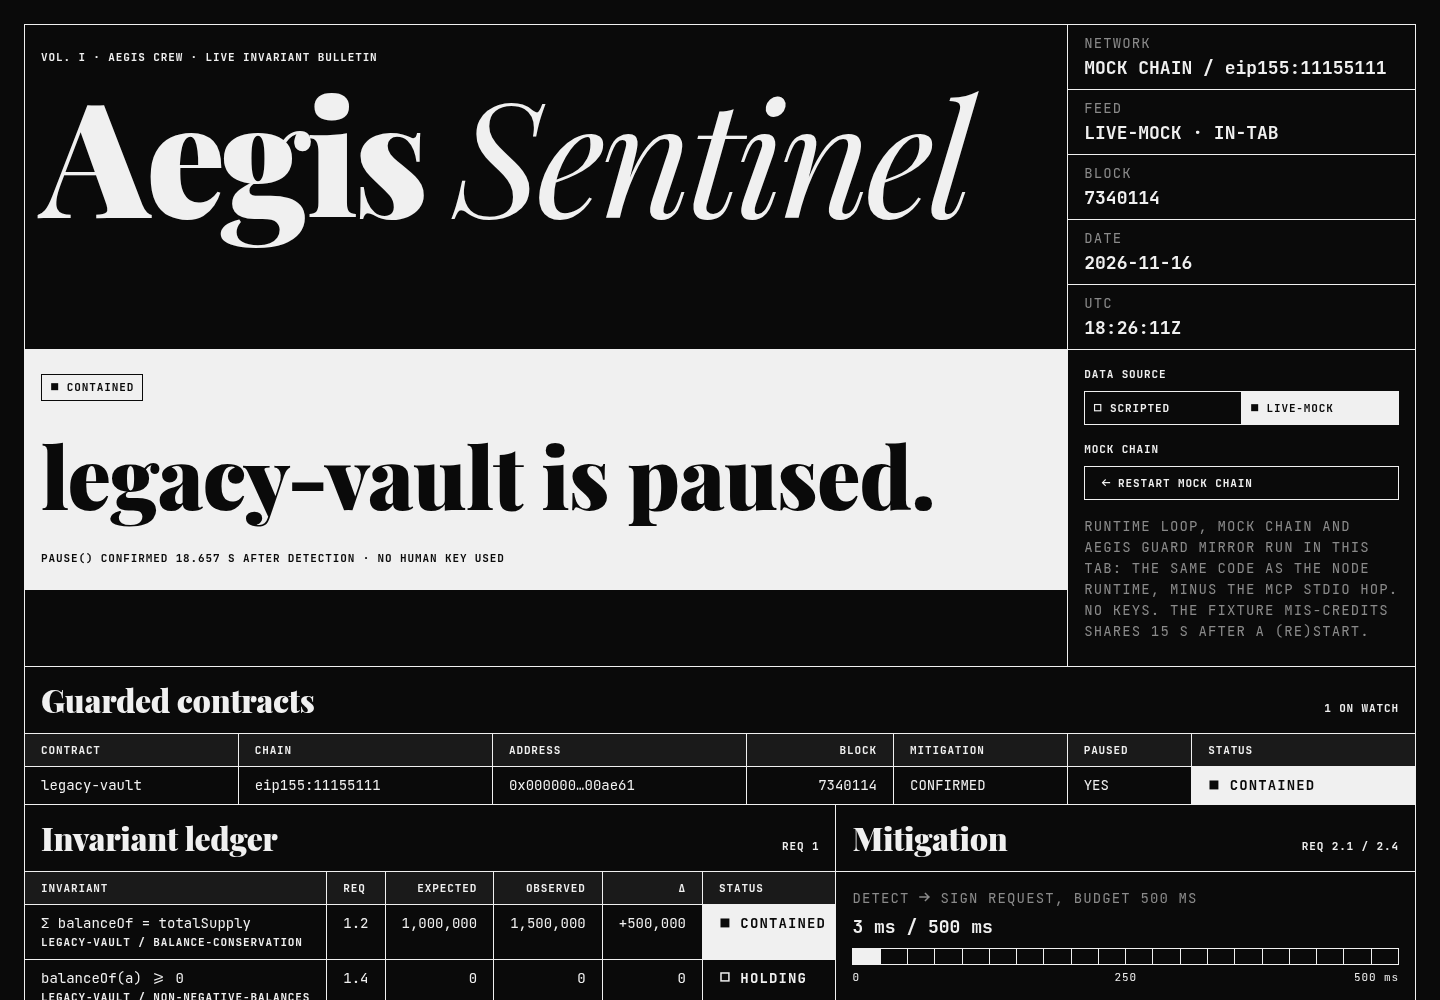 VOL. I · AEGIS CREW · LIVE INVARIANT BULLETIN
Aegis Sentinel
NETWORK
MOCK CHAIN / eip155:11155111
FEED
LIVE-MOCK · IN-TAB
BLOCK
7340114
DATE
2026-11-16
UTC
18:26:11Z
■ CONTAINED
legacy-vault is paused.
PAUSE() CONFIRMED 18.657 S AFTER DETECTION · NO HUMAN KEY USED
DATA SOURCE
□ SCRIPTED ■ LIVE-MOCK
MOCK CHAIN
← RESTART MOCK CHAIN
RUNTIME LOOP, MOCK CHAIN AND
AEGIS GUARD MIRROR RUN IN THIS
TAB: THE SAME CODE AS THE NODE
RUNTIME, MINUS THE MCP STDIO HOP.
NO KEYS. THE FIXTURE MIS-CREDITS
SHARES 15 S AFTER A (RE)START.
Guarded contracts
1 ON WATCH
CONTRACT CHAIN ADDRESS BLOCK MITIGATION PAUSED STATUS
legacy-vault eip155:11155111 0x000000…00ae61 7340114 CONFIRMED YES ■ CONTAINED
Invariant ledger
REQ 1
INVARIANT REQ EXPECTED OBSERVED Δ STATUS
Σ balanceOf = totalSupply 1.2 1,000,000 1,500,000 +500,000 ■ CONTAINED
LEGACY-VAULT / BALANCE-CONSERVATION
balanceOf(a) ⩾ 0 1.4 0 0 0 □ HOLDING
LEGACY-VAULT / NON-NEGATIVE-BALANCES
Mitigation
REQ 2.1 / 2.4
DETECT → SIGN REQUEST, BUDGET 500 MS
3 ms / 500 ms
0 250 500 ms